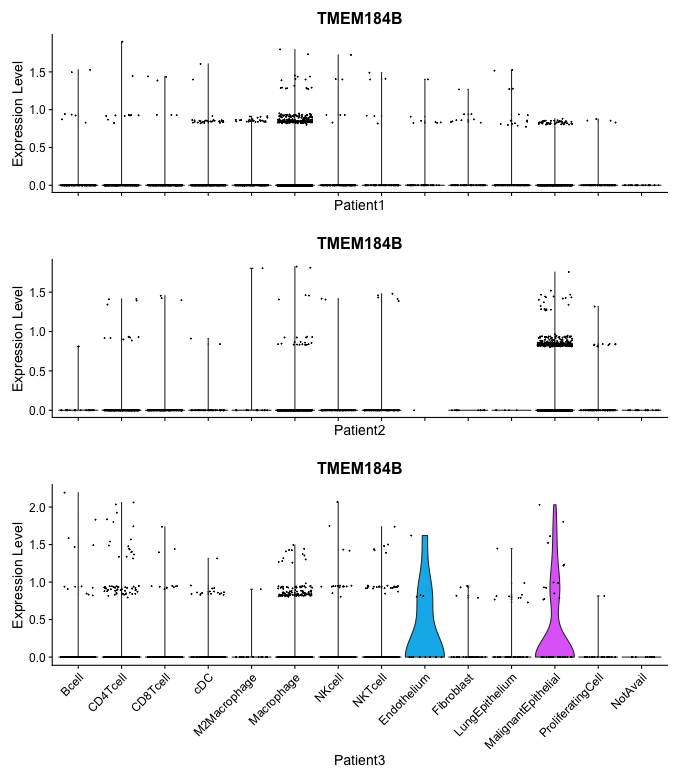 TMEM184B
Expression Level
1.5
1.0
0.5
0.0
Patient1
TMEM184B
Expression Level
1.5
1.0
0.5
0.0
Patient2
TMEM184B
Expression Level
2.0
1.5
1.0
0.5
0.0
Bcell
CD4Tcell
CD8Tcell
cDC
M2Macrophage
Macrophage
NKcell
NKTcell
Endothelium
Fibroblast
LungEpithelium
MalignantEpithelial
ProliferatingCell
NotAvail
Patient3